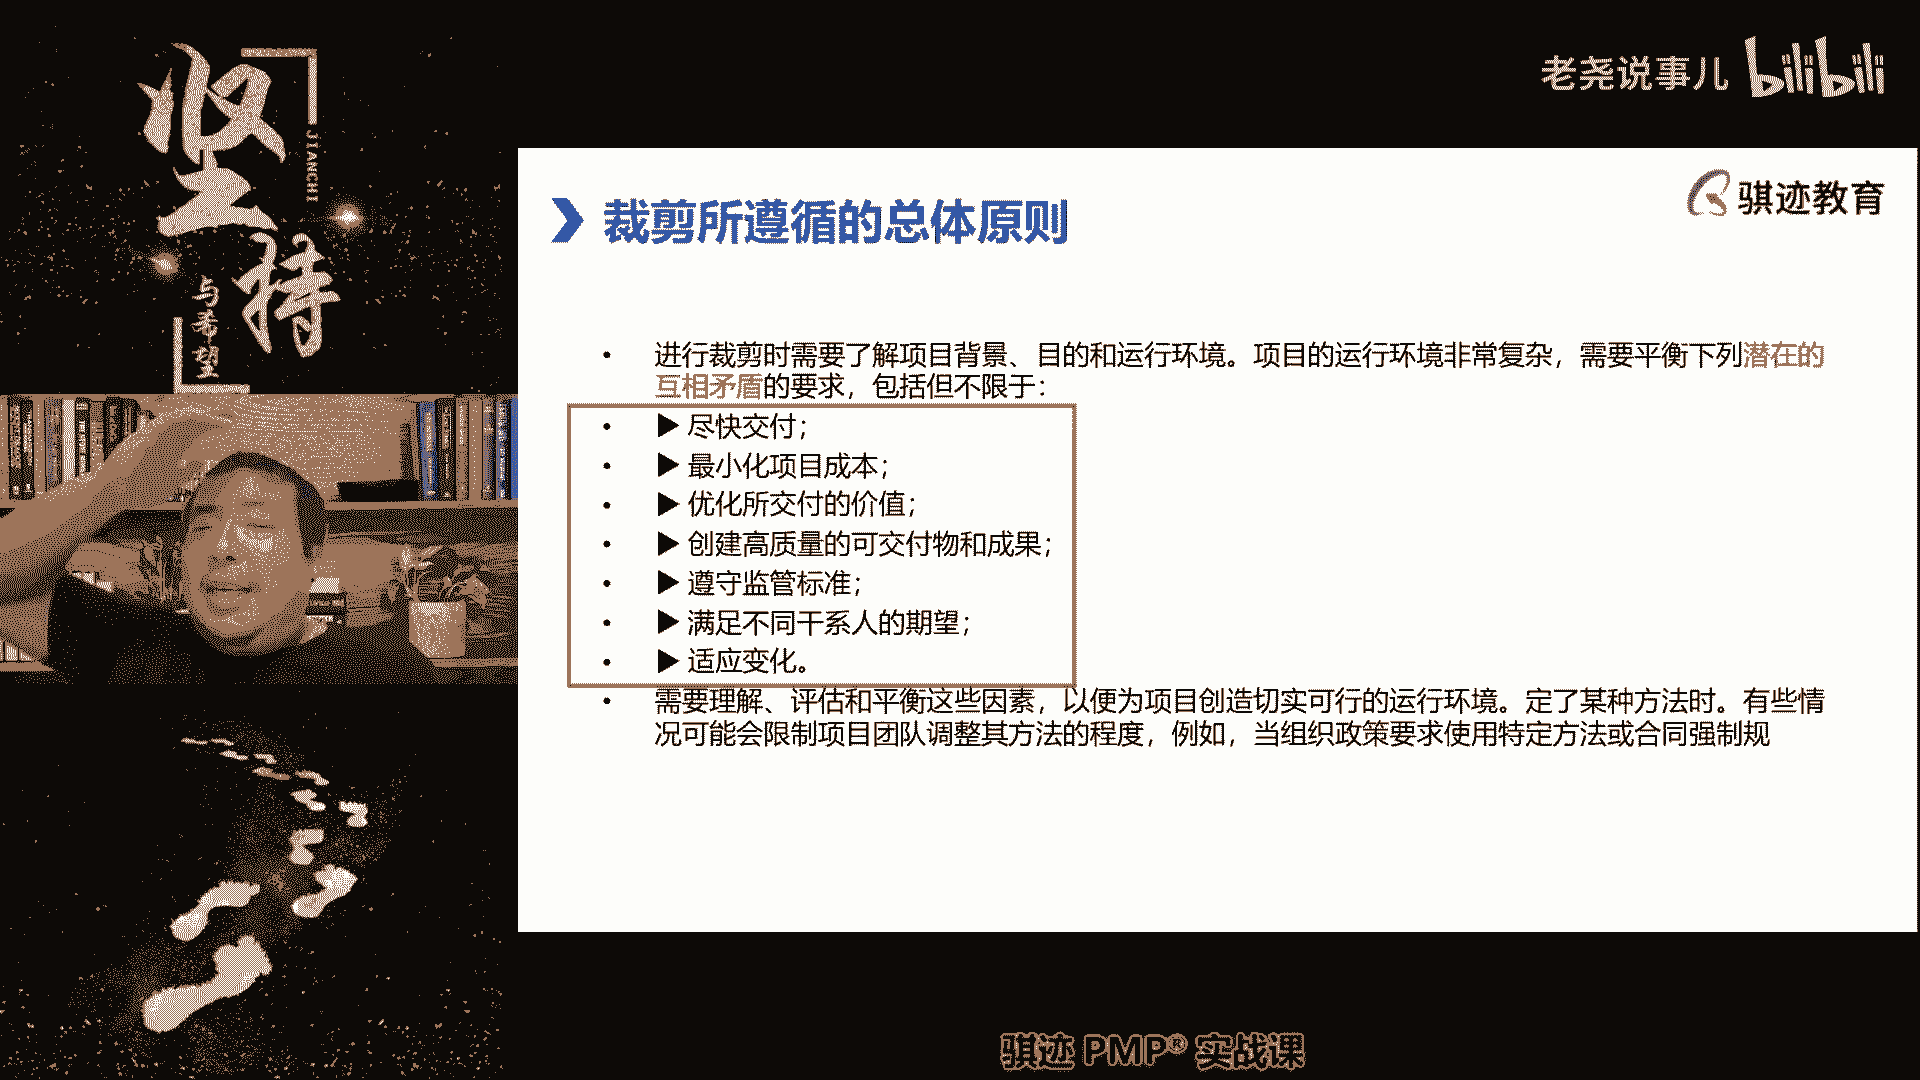 坚持
JIANCHI
与希望
老尧说事儿 bilibili
骐迹教育
裁剪所遵循的总体原则
• 进行裁剪时需要了解项目背景、目的和运行环境。项目的运行环境非常复杂，需要平衡下列潜在的
互相矛盾的要求，包括但不限于：
• ▶ 尽快交付；
• ▶ 最小化项目成本；
• ▶ 优化所交付的价值；
• ▶ 创建高质量的可交付物和成果；
• ▶ 遵守监管标准；
• ▶ 满足不同干系人的期望；
• ▶ 适应变化。
• 需要理解、评估和平衡这些因素，以便为项目创造切实可行的运行环境。定了某种方法时。有些情
况可能会限制项目团队调整其方法的程度，例如，当组织政策要求使用特定方法或合同强制规
骐迹 PMP® 实战课